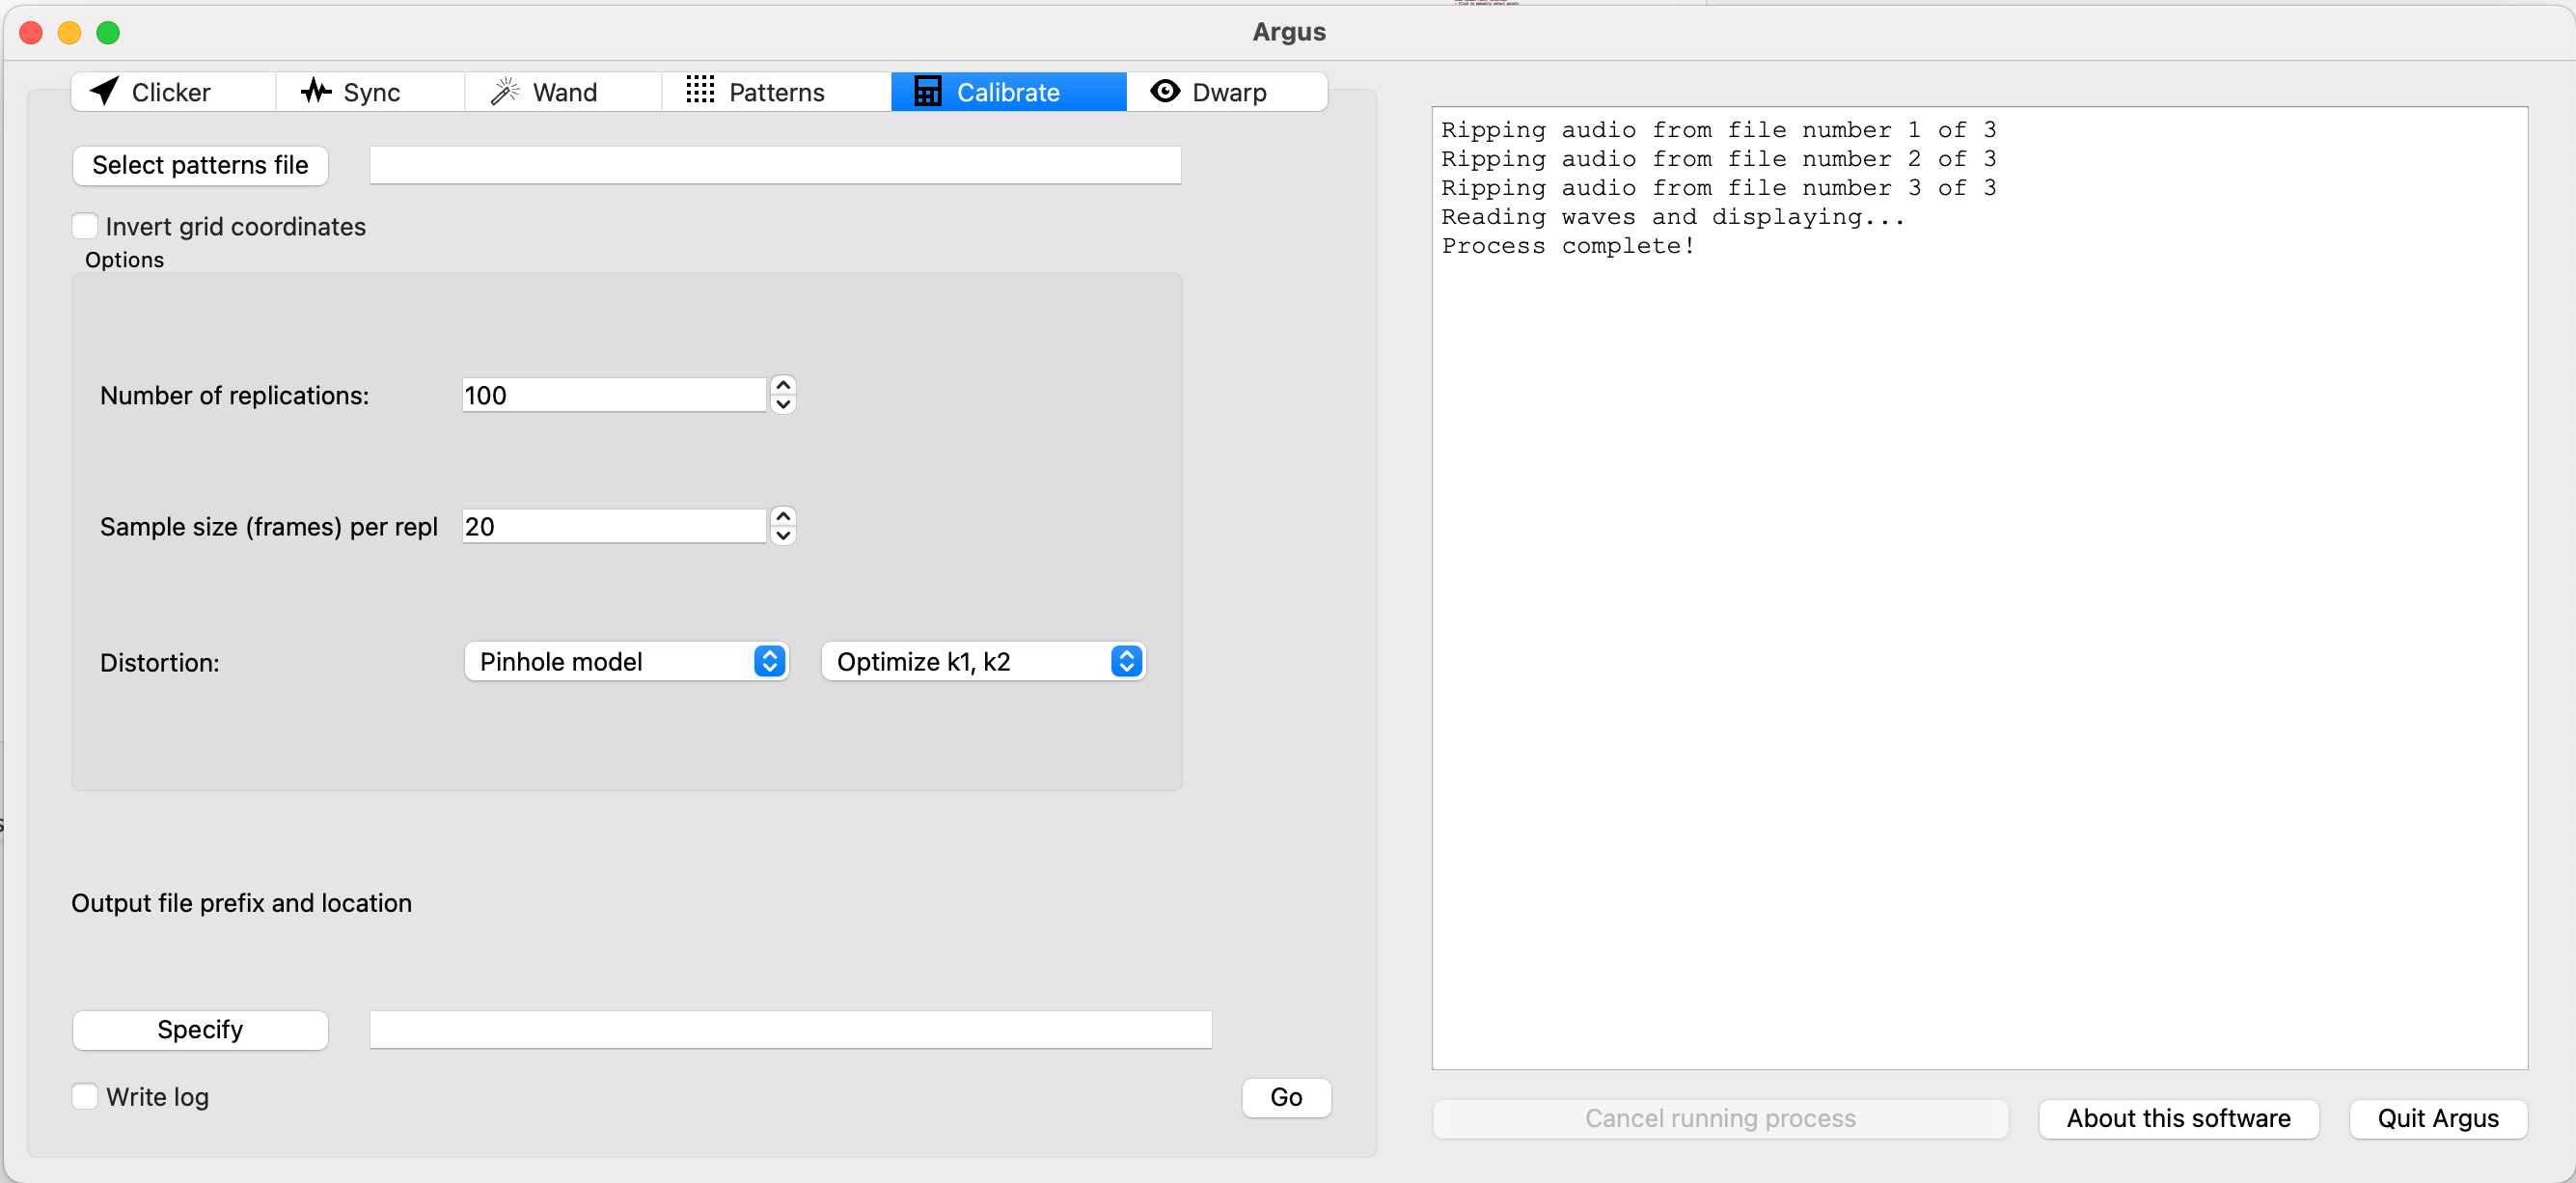 Argus
Clicker
Sync
Wand
Patterns
Calibrate
Dwarp
Select patterns file
Invert grid coordinates
Options
Number of replications:
100
Sample size (frames) per repl
20
Distortion:
Pinhole model
Optimize k1, k2
Output file prefix and location
Specify
Write log
Go
Ripping audio from file number 1 of 3
Ripping audio from file number 2 of 3
Ripping audio from file number 3 of 3
Reading waves and displaying...
Process complete!
Cancel running process
About this software
Quit Argus